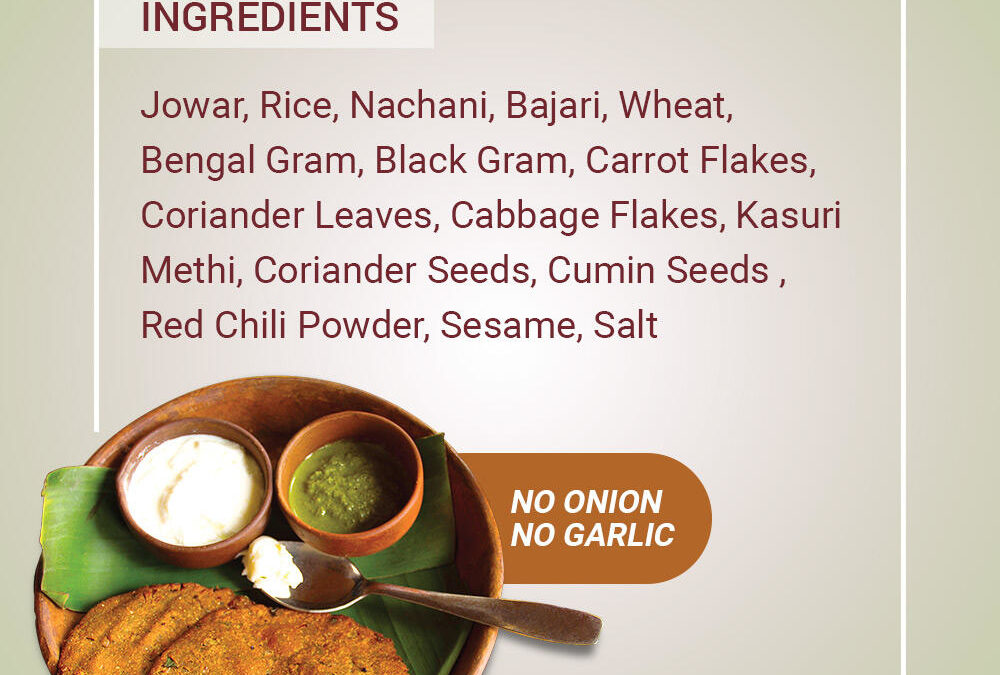 INGREDIENTS
Jowar, Rice, Nachani, Bajari, Wheat,
Bengal Gram, Black Gram, Carrot Flakes,
Coriander Leaves, Cabbage Flakes, Kasuri
Methi, Coriander Seeds, Cumin Seeds ,
Red Chili Powder, Sesame, Salt
NO ONION
NO GARLIC